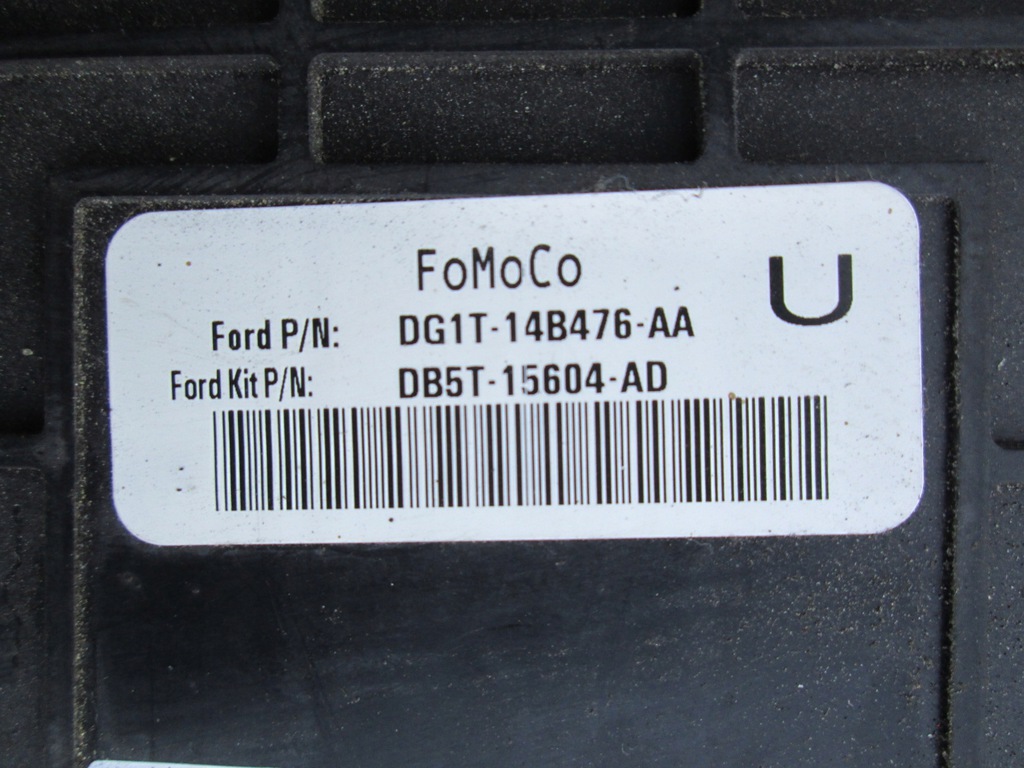 FoMoCo
U
Ford P/N: DG1T-14B476-AA
Ford Kit P/N: DB5T-15604-AD